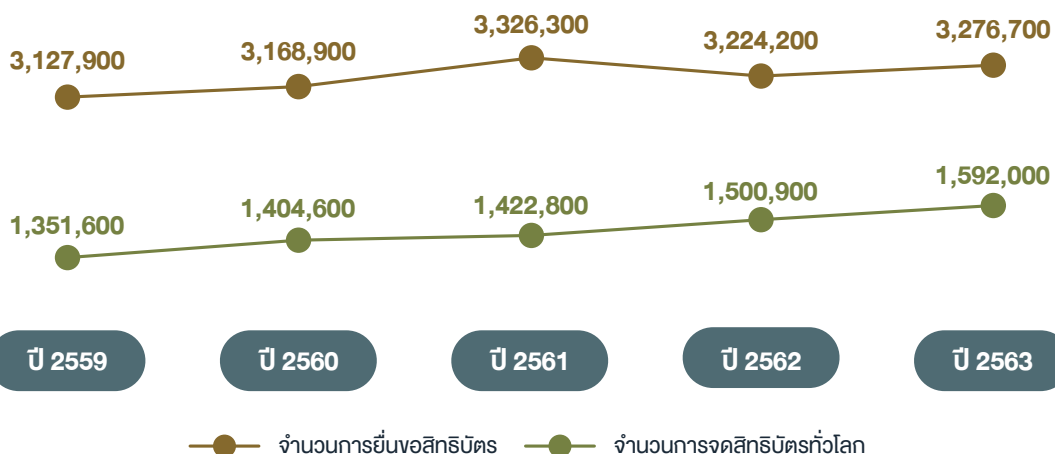 3,127,900
3,168,900
3,326,300
3,224,200
3,276,700
1,351,600
1,404,600
1,422,800
1,500,900
1,592,000
ปี 2559
ปี 2560
ปี 2561
ปี 2562
ปี 2563
จำนวนการยื่นขอสิทธิบัตร
จำนวนการจดสิทธิบัตรทั่วโลก